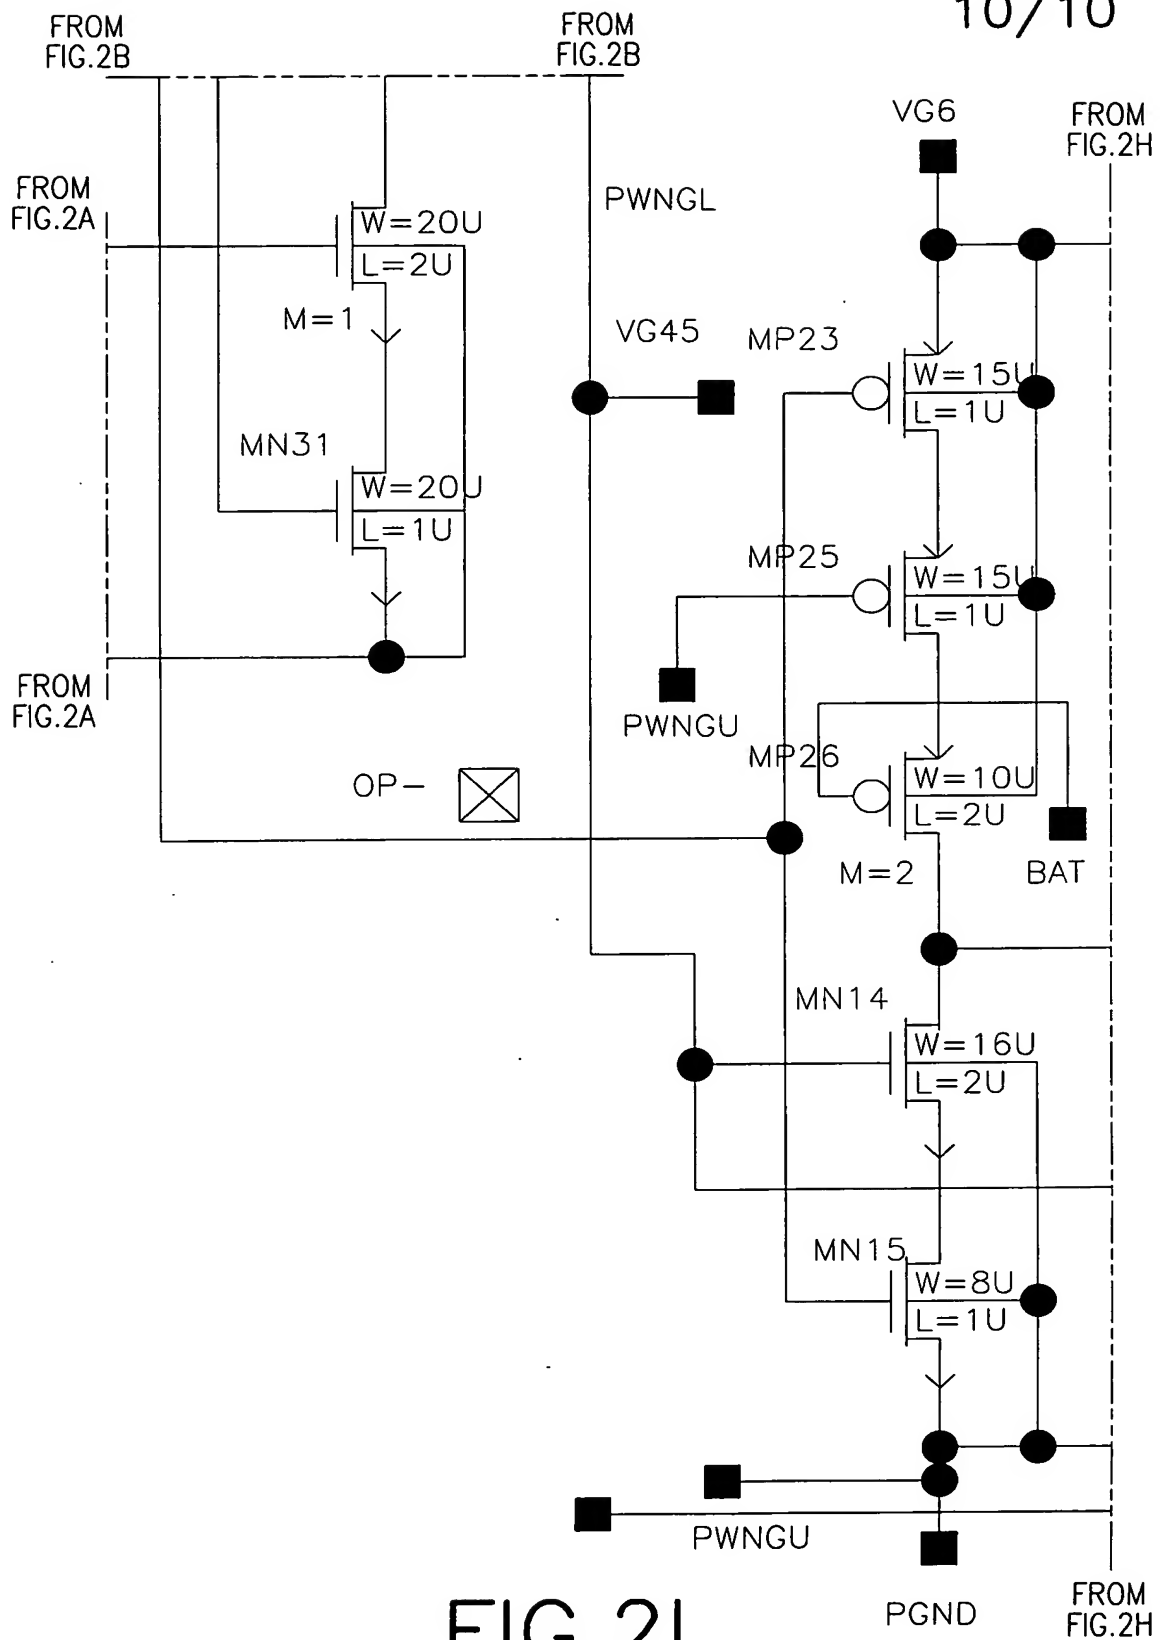 10/10
FROM
FIG.2B
FROM
FIG.2B
VG6
FROM
FIG.2H
FROM
FIG.2A
PWNGL
W=20U
L=2U
M=1
VG45
MP23
W=15U
L=1U
MN31
W=20U
L=1U
MP25
W=15U
L=1U
FROM
FIG.2A
PWNGU
MP26
W=10U
L=2U
OP-
M=2
BAT
MN14
W=16U
L=2U
MN15
W=8U
L=1U
PWNGU
PGND
FROM
FIG.2H
FIG.2I